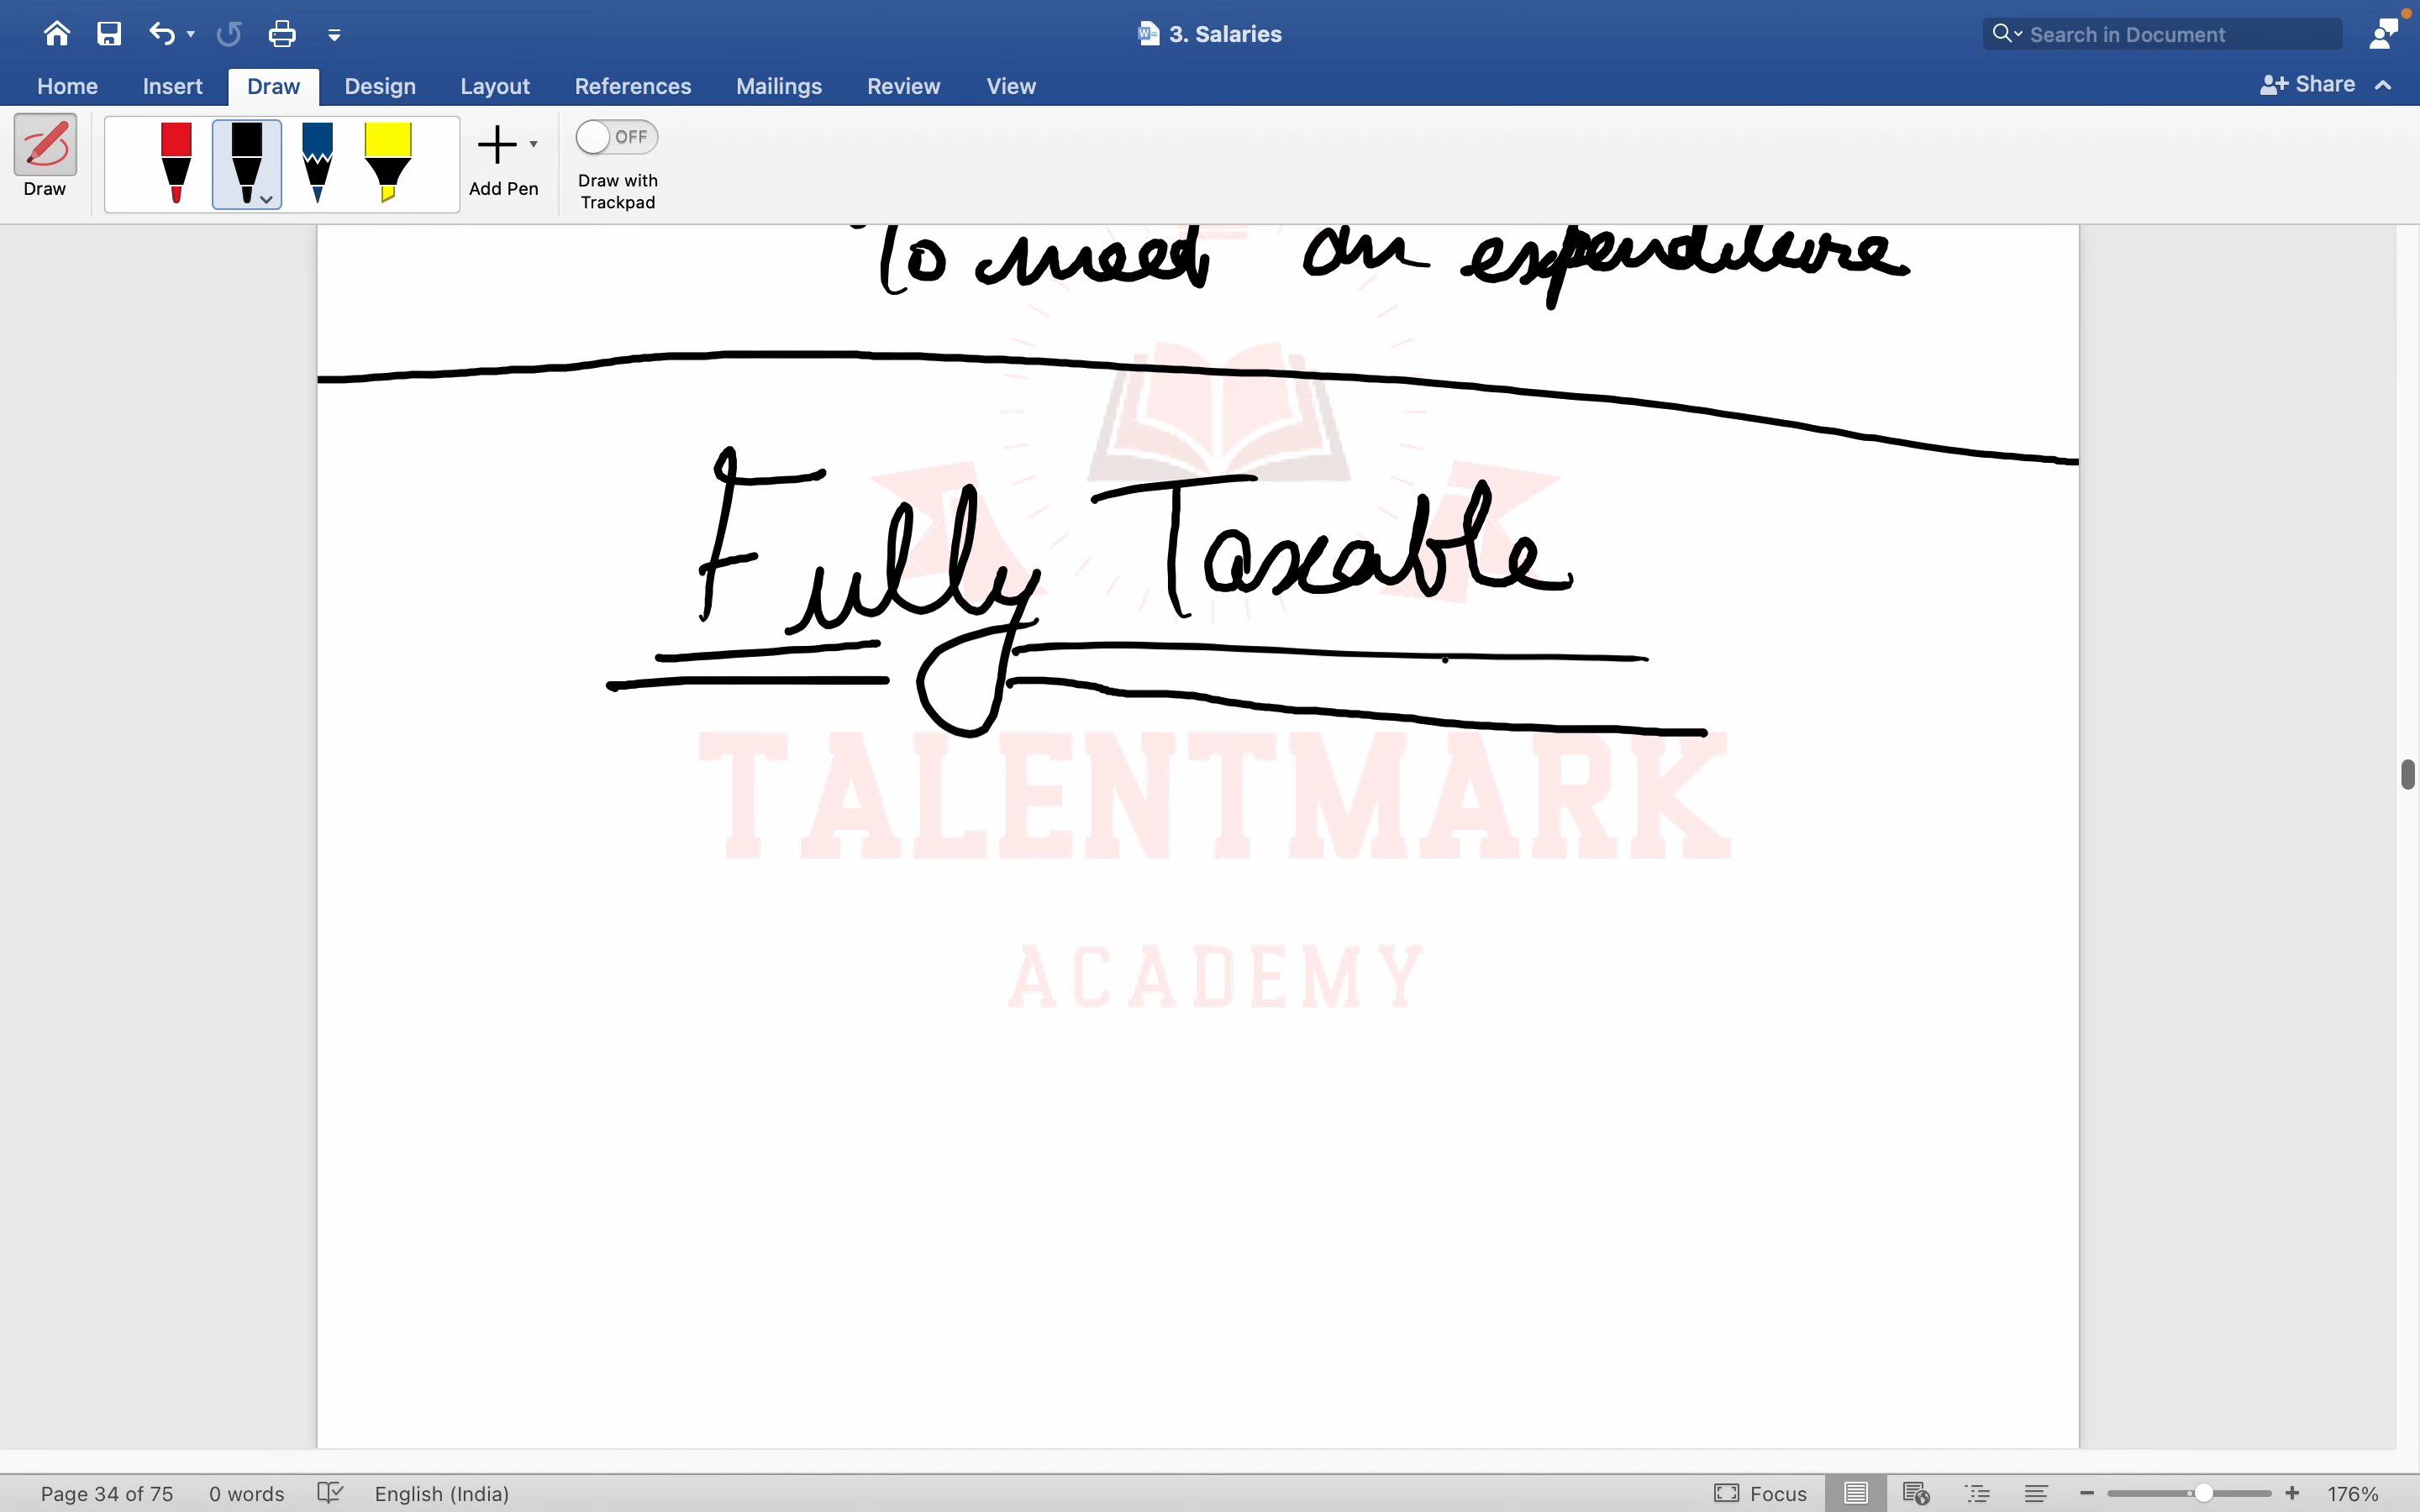 3. Salaries
Search in Document
Home Insert Draw Design Layout References Mailings Review View Share
Draw Add Pen OFF Draw with Trackpad
To meet an expenditure
Fully Taxable
TALENTMARK
ACADEMY
Page 34 of 75 0 words English (India) Focus 176%